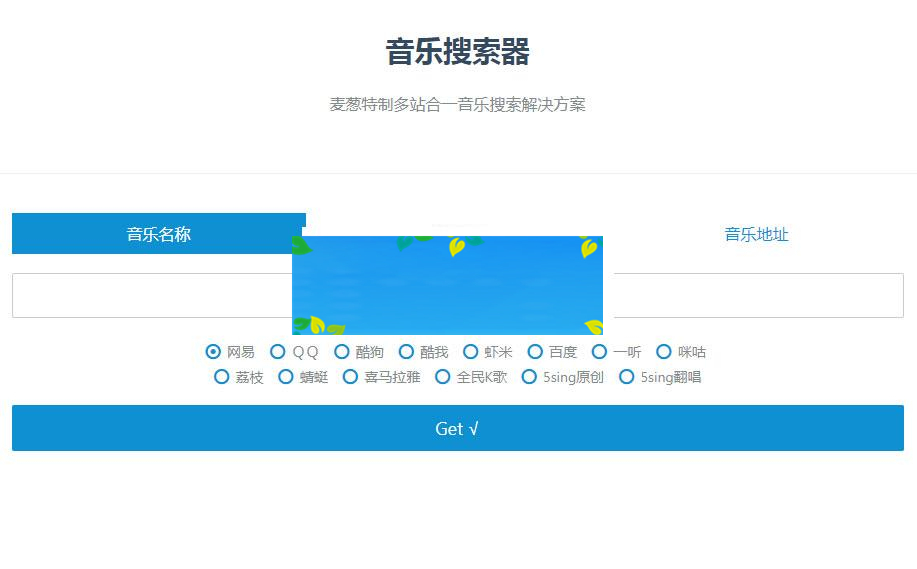 音乐搜索器
麦葱特制多站合一音乐搜索解决方案
音乐名称 音乐地址
网易 QQ 酷狗 酷我 虾米 百度 一听 咪咕
荔枝 蜻蜓 喜马拉雅 全民K歌 5sing原创 5sing翻唱
Get √